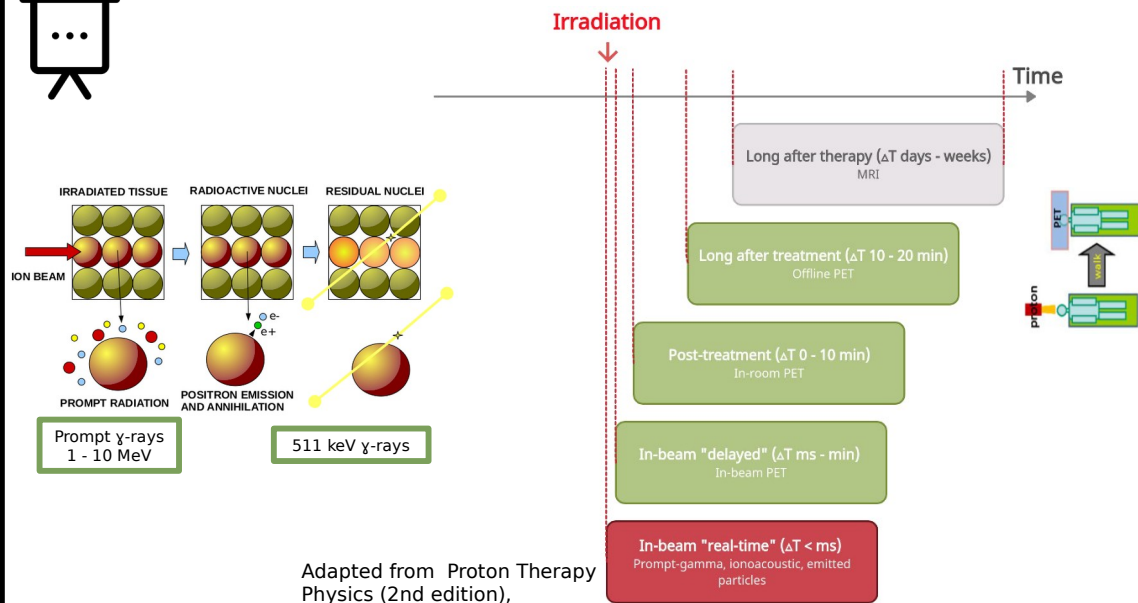 Irradiation
Time
Long after therapy (ΔT days - weeks)
MRI
IRRADIATED TISSUE
RADIOACTIVE NUCLEI
RESIDUAL NUCLEI
ION BEAM
Long after treatment (ΔT 10 - 20 min)
Offline PET
PET
walk
proton
e-
e+
PROMPT RADIATION
POSITRON EMISSION
AND ANNIHILATION
Post-treatment (ΔT 0 - 10 min)
In-room PET
Prompt ɣ-rays
1 - 10 MeV
511 keV ɣ-rays
In-beam "delayed" (ΔT ms - min)
In-beam PET
In-beam "real-time" (ΔT < ms)
Prompt-gamma, ionoacoustic, emitted
particles
Adapted from Proton Therapy
Physics (2nd edition),